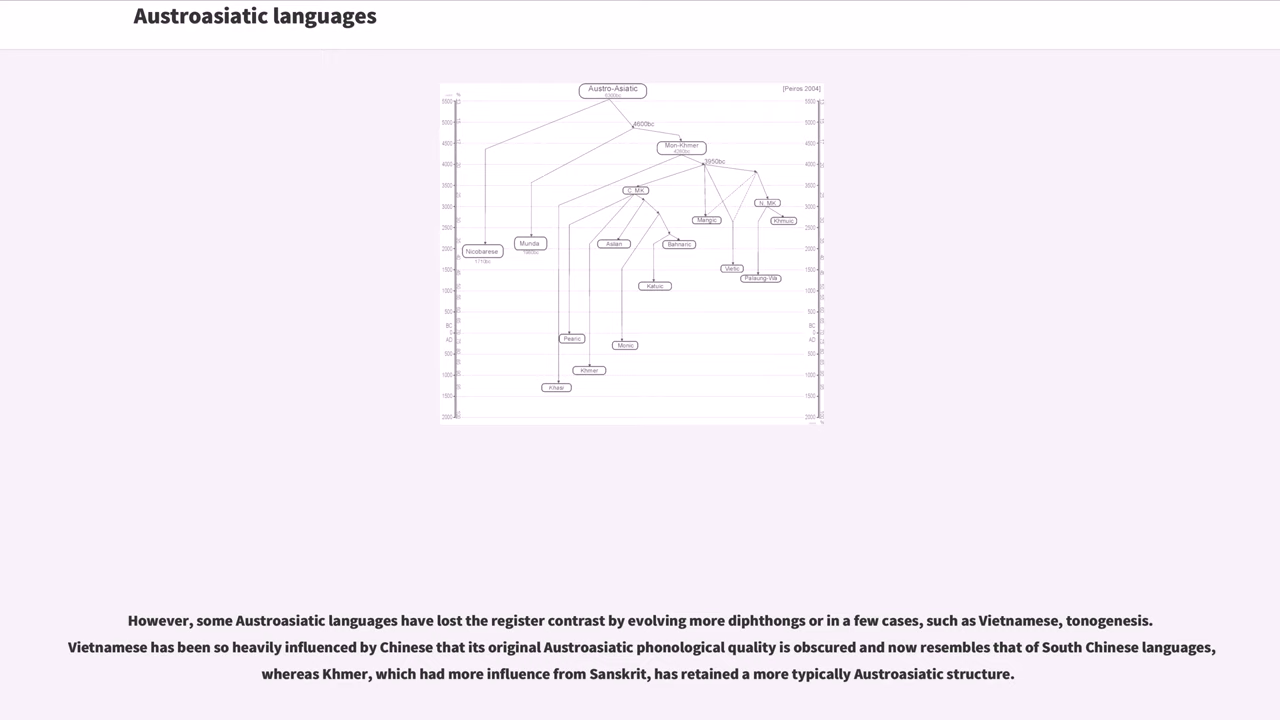 Austroasiatic languages
Austro-Asiatic
[Peiros 2004]
4600bc
Mon-Khmer
3950bc
C_MK
N_MK
Mangic
Khmuic
Nicobarese
Munda
Aslian
Bahnaric
Vietic
Palaung-Wa
Katuic
Pearic
Monic
Khmer
Khasi
BC
AD
However, some Austroasiatic languages have lost the register contrast by evolving more diphthongs or in a few cases, such as Vietnamese, tonogenesis.
Vietnamese has been so heavily influenced by Chinese that its original Austroasiatic phonological quality is obscured and now resembles that of South Chinese languages,
whereas Khmer, which had more influence from Sanskrit, has retained a more typically Austroasiatic structure.